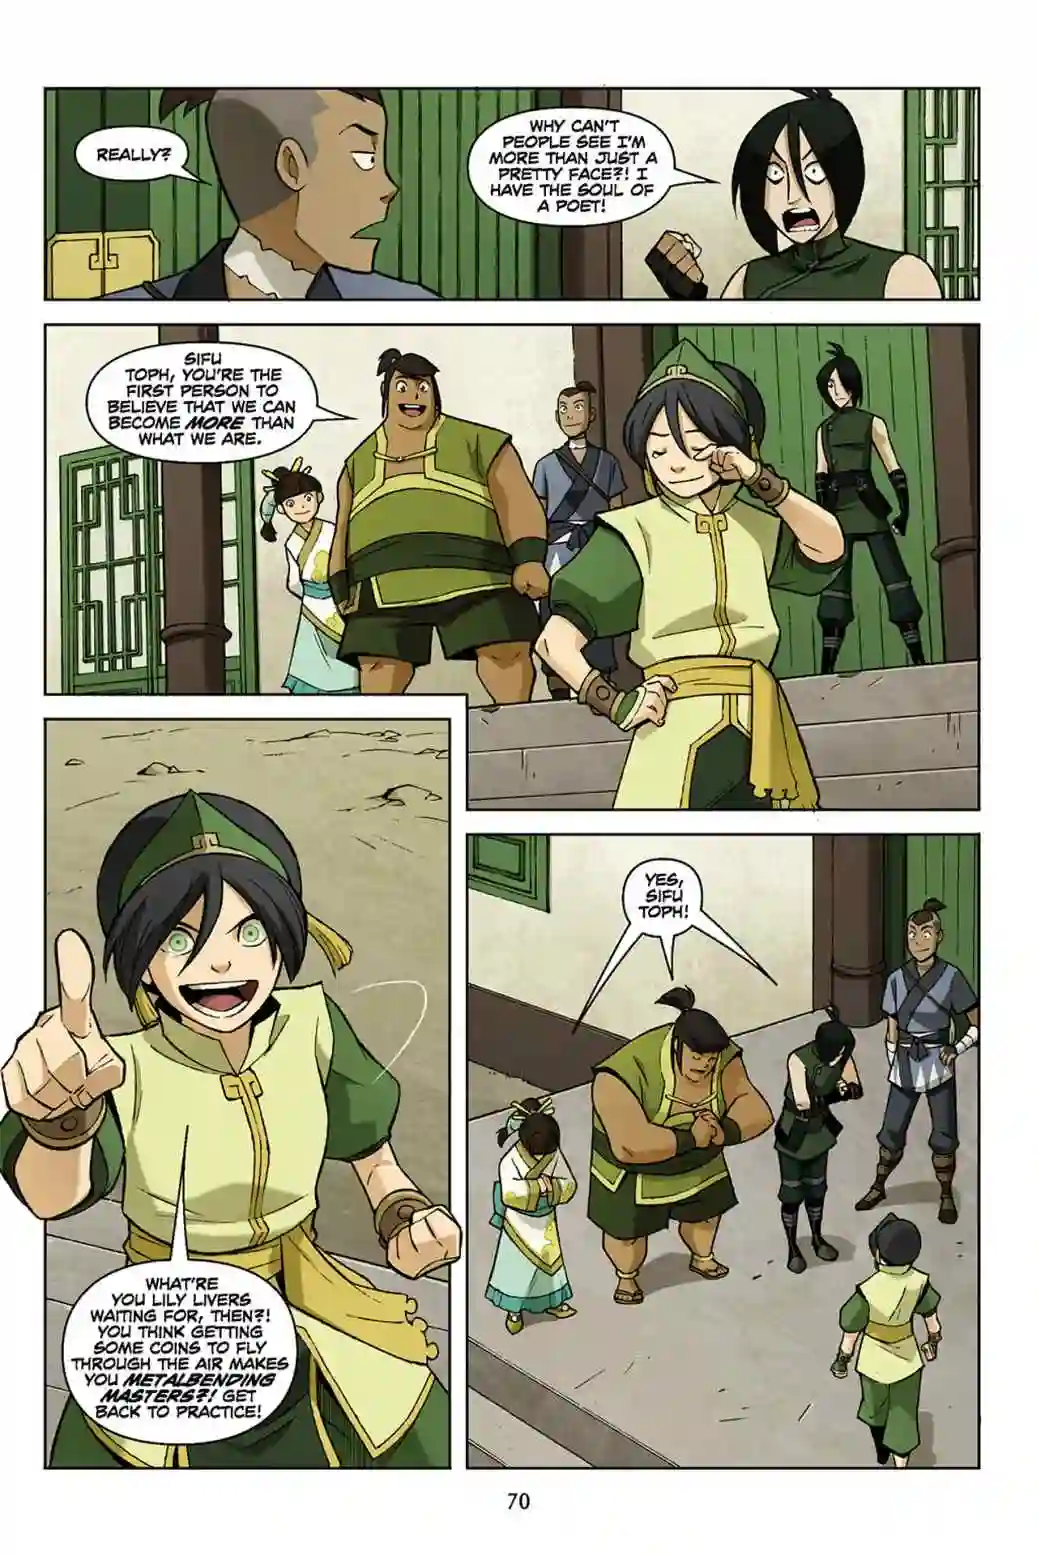 REALLY?
WHY CAN'T
PEOPLE SEE I'M
MORE THAN JUST A
PRETTY FACE?! I
HAVE THE SOUL OF
A POET!
SIFU
TOPH, YOU'RE THE
FIRST PERSON TO
BELIEVE THAT WE CAN
BECOME MORE THAN
WHAT WE ARE.
WHAT'RE
YOU LILY LIVERS
WAITING FOR, THEN?!
YOU THINK GETTING
SOME COINS TO FLY
THROUGH THE AIR MAKES
YOU METALBENDING
MASTERS?! GET
BACK TO PRACTICE!
YES,
SIFU
TOPH!
70